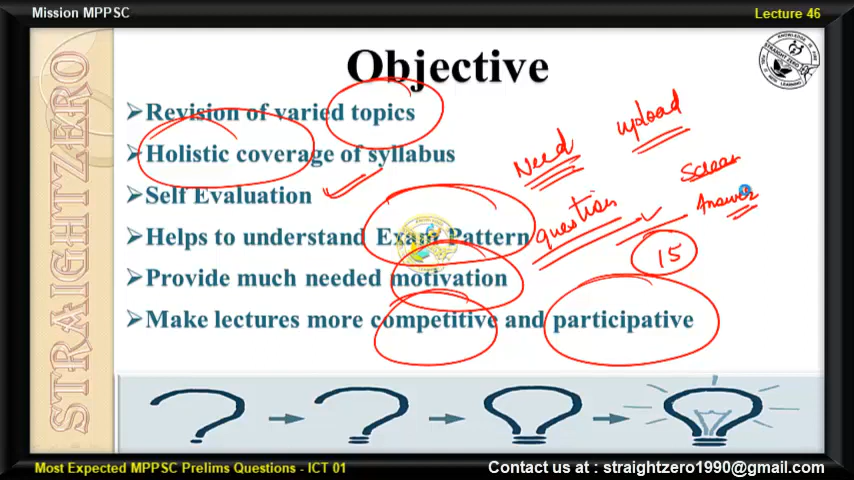 Mission MPPSC
Lecture 46
Objective
Revision of varied topics
Holistic coverage of syllabus
Self Evaluation
Helps to understand Exam Pattern
Provide much needed motivation
Make lectures more competitive and participative
Need
upload
Screen
Answer
question
15
STRAIGHTZERO
Most Expected MPPSC Prelims Questions - ICT 01
Contact us at : straightzero1990@gmail.com